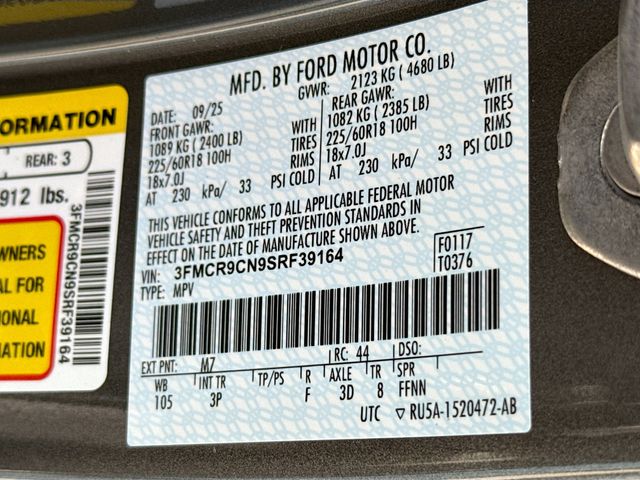 MFD. BY FORD MOTOR CO.
DATE: 09/25
GVWR: 2123 KG ( 4680 LB)
FRONT GAWR:
1089 KG ( 2400 LB)
225/60R18 100H
18x7.0J
WITH
TIRES
RIMS
AT 230 kPa/ 33 PSI COLD
REAR GAWR:
1082 KG ( 2385 LB)
225/60R18 100H
18x7.0J
WITH
TIRES
RIMS
AT 230 kPa/ 33 PSI COLD
THIS VEHICLE CONFORMS TO ALL APPLICABLE FEDERAL MOTOR
VEHICLE SAFETY AND THEFT PREVENTION STANDARDS IN
EFFECT ON THE DATE OF MANUFACTURE SHOWN ABOVE.
VIN: 3FMCR9CN9SRF39164
TYPE: MPV
F0117
T0376
EXT PNT: M7 RC: 44 DSO:
WB INT TR TP/PS R AXLE TR SPR
105 3P F 3D 8 FFNN
UTC ▽ RU5A-1520472-AB
ORMATION
REAR: 3
912 lbs.
WNERS
AL FOR
IONAL
MATION
3FMCR9CN9SRF39164